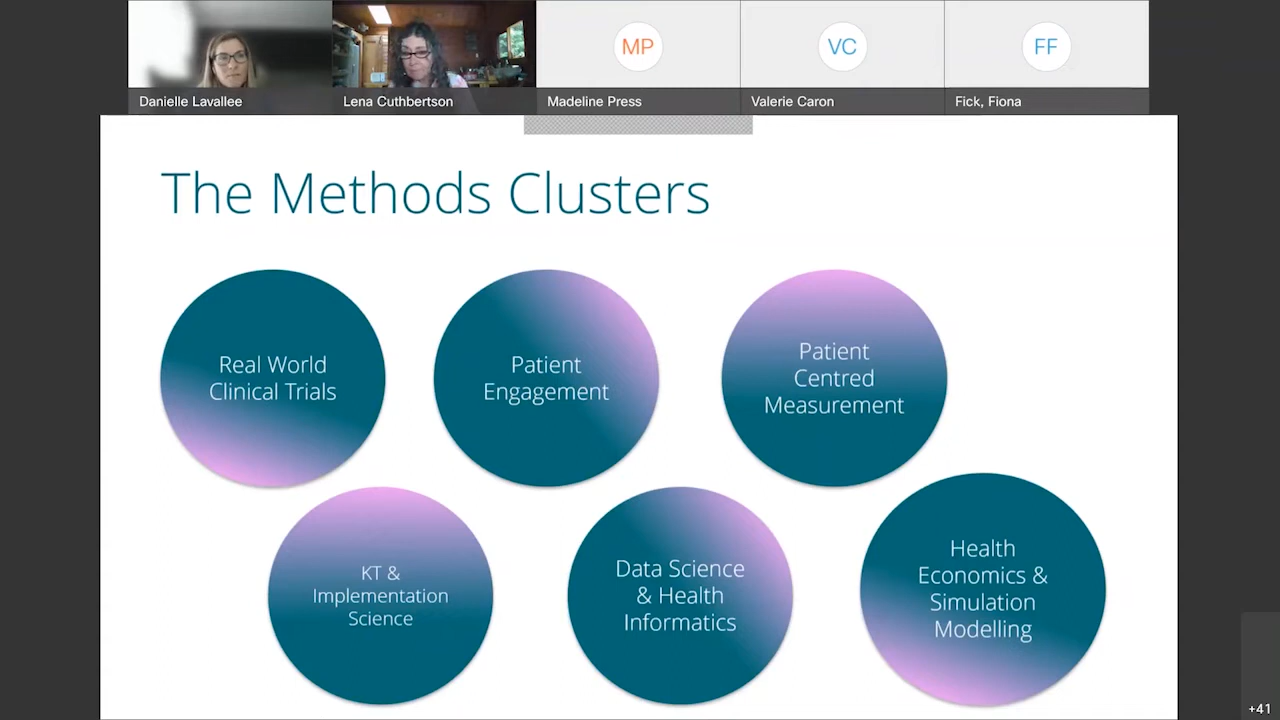 MP
VC
FF
Danielle Lavallee
Lena Cuthbertson
Madeline Press
Valerie Caron
Fick, Fiona
The Methods Clusters
Real World
Clinical Trials
Patient
Engagement
Patient
Centred
Measurement
KT &
Implementation
Science
Data Science
& Health
Informatics
Health
Economics &
Simulation
Modelling
+41